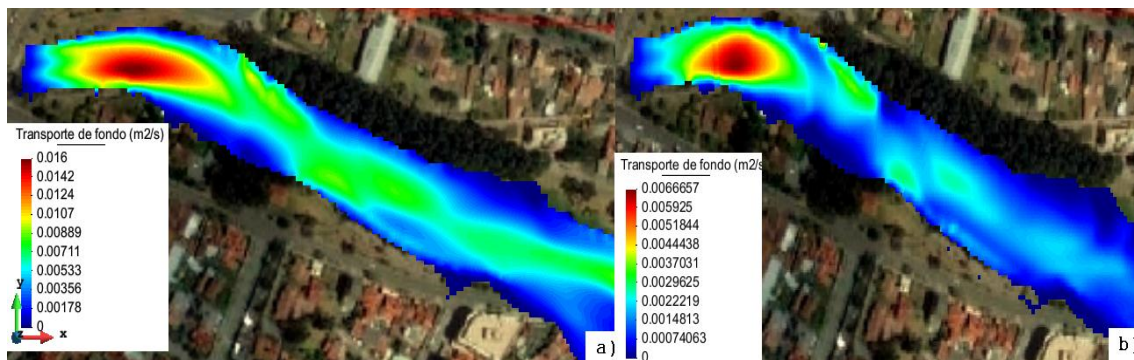 Transporte de fondo (m2/s)
0.016
0.0142
0.0124
0.0107
0.00889
0.00711
0.00533
0.00356
0.00178
0
y
z
x
a)
Transporte de fondo (m2/s
0.0066657
0.005925
0.0051844
0.0044438
0.0037031
0.0029625
0.0022219
0.0014813
0.00074063
0
b)